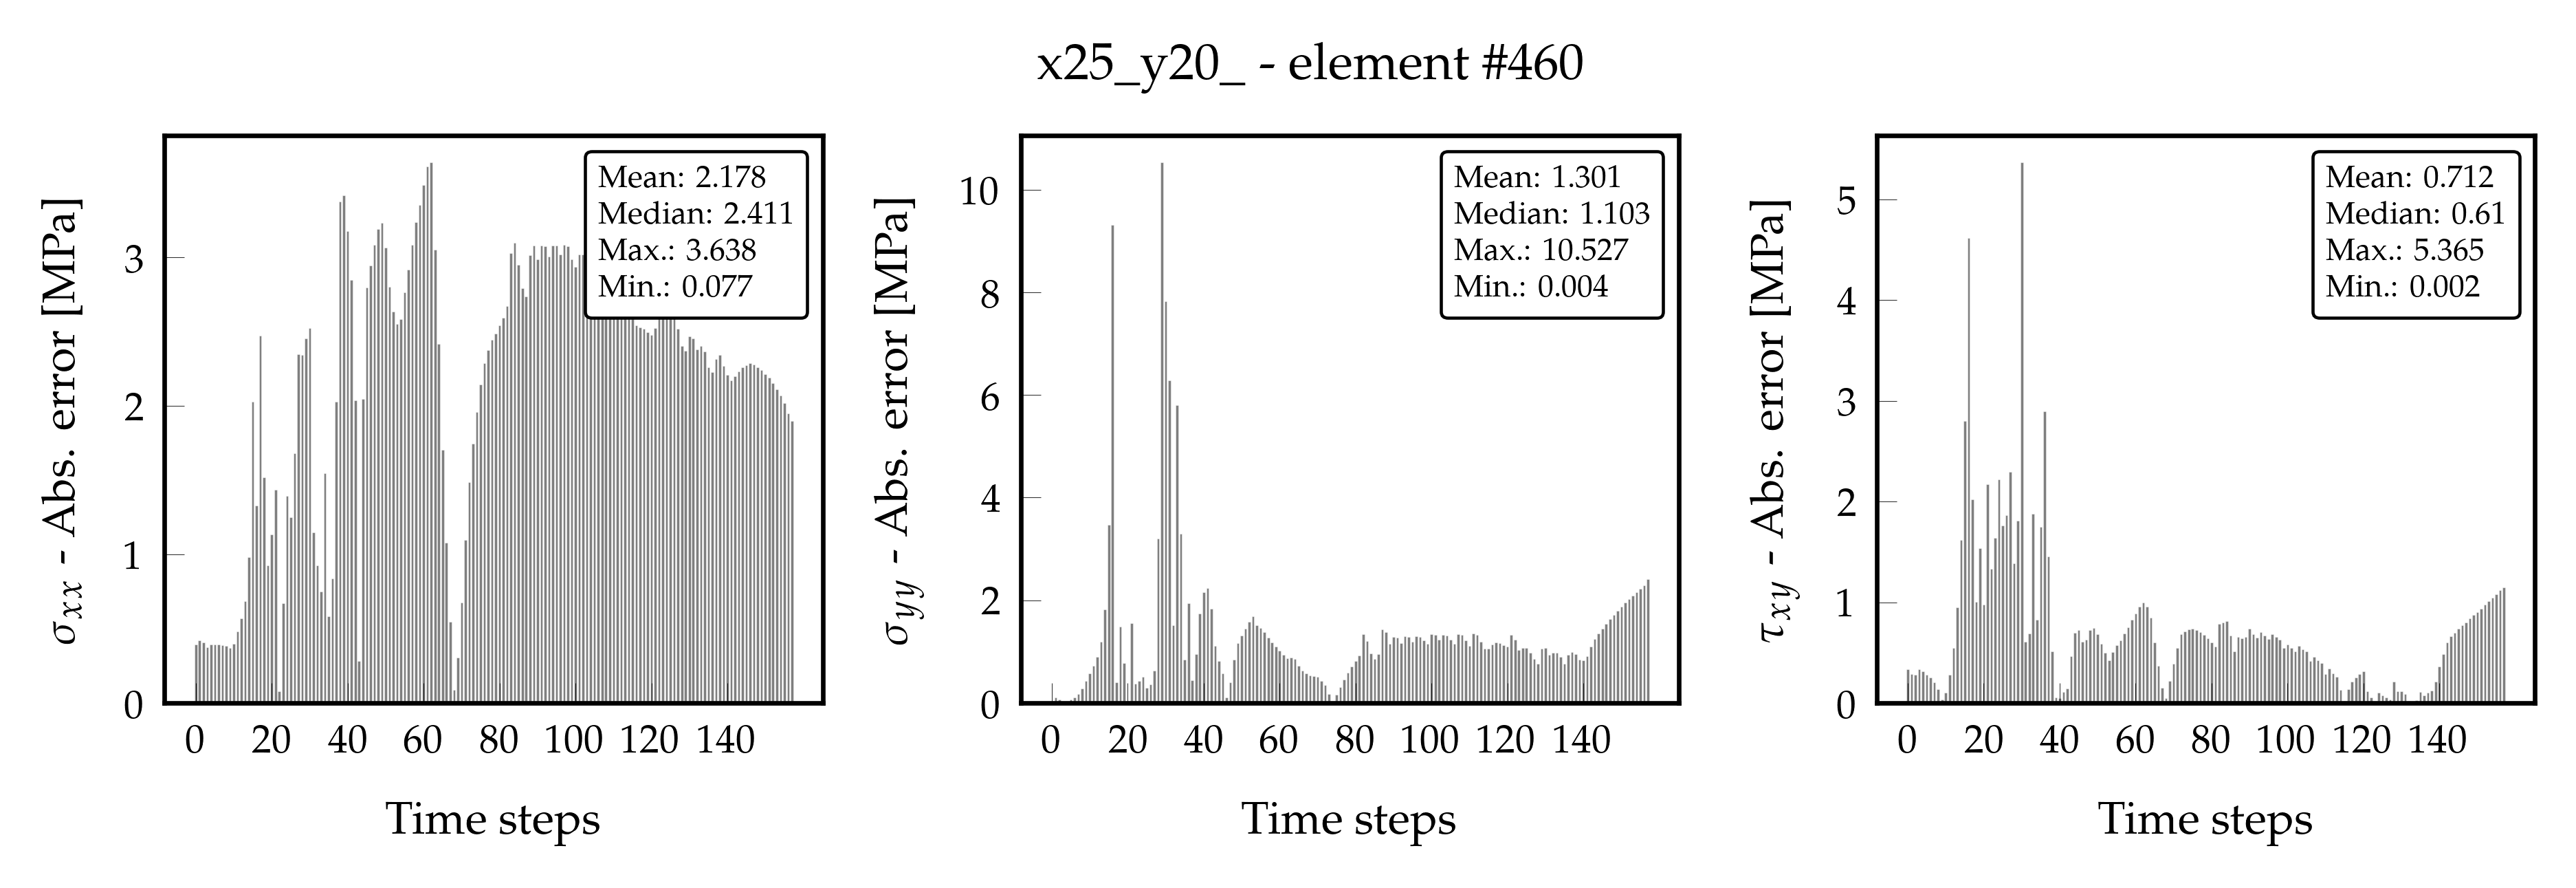 x25_y20_ - element #460
σxx - Abs. error [MPa]
3
2
1
0
0 20 40 60 80 100 120 140
Time steps
Mean: 2.178
Median: 2.411
Max.: 3.638
Min.: 0.077
σyy - Abs. error [MPa]
10
8
6
4
2
0
0 20 40 60 80 100 120 140
Time steps
Mean: 1.301
Median: 1.103
Max.: 10.527
Min.: 0.004
τxy - Abs. error [MPa]
5
4
3
2
1
0
0 20 40 60 80 100 120 140
Time steps
Mean: 0.712
Median: 0.61
Max.: 5.365
Min.: 0.002